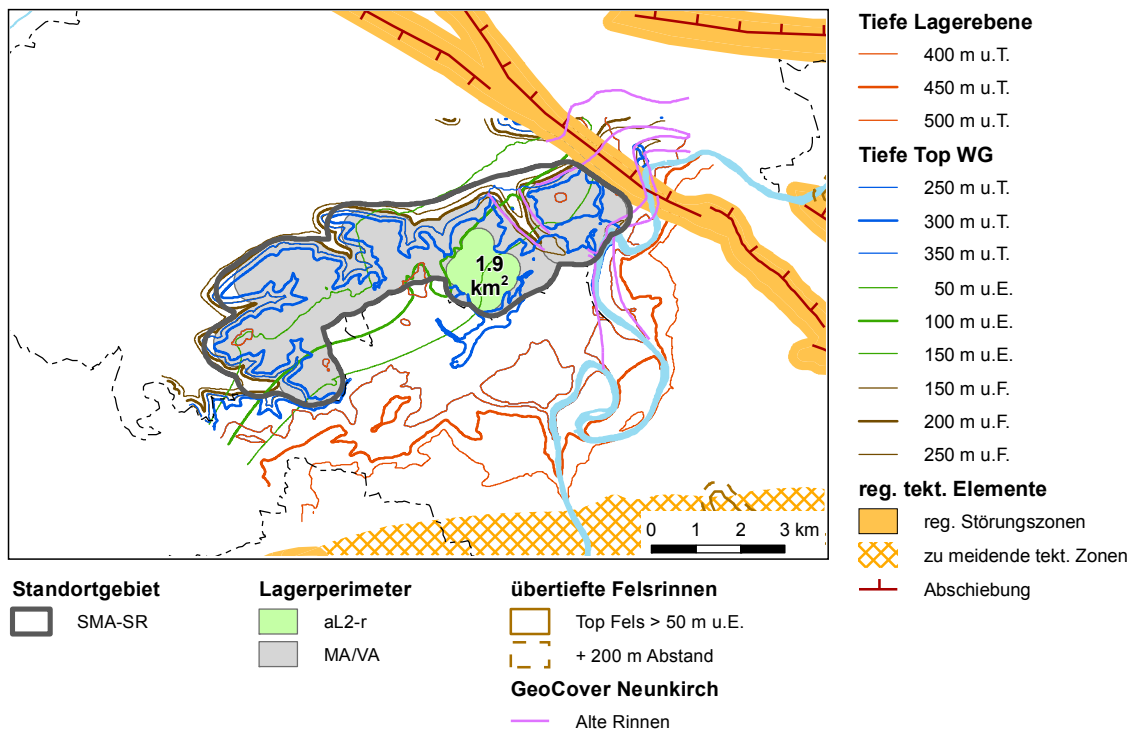 1.9
km²
0 1 2 3 km
Tiefe Lagerebene
400 m u.T.
450 m u.T.
500 m u.T.
Tiefe Top WG
250 m u.T.
300 m u.T.
350 m u.T.
50 m u.E.
100 m u.E.
150 m u.E.
150 m u.F.
200 m u.F.
250 m u.F.
reg. tekt. Elemente
reg. Störungszonen
zu meidende tekt. Zonen
Abschiebung
Standortgebiet
SMA-SR
Lagerperimeter
aL2-r
MA/VA
übertiefte Felsrinnen
Top Fels > 50 m u.E.
+ 200 m Abstand
GeoCover Neunkirch
Alte Rinnen